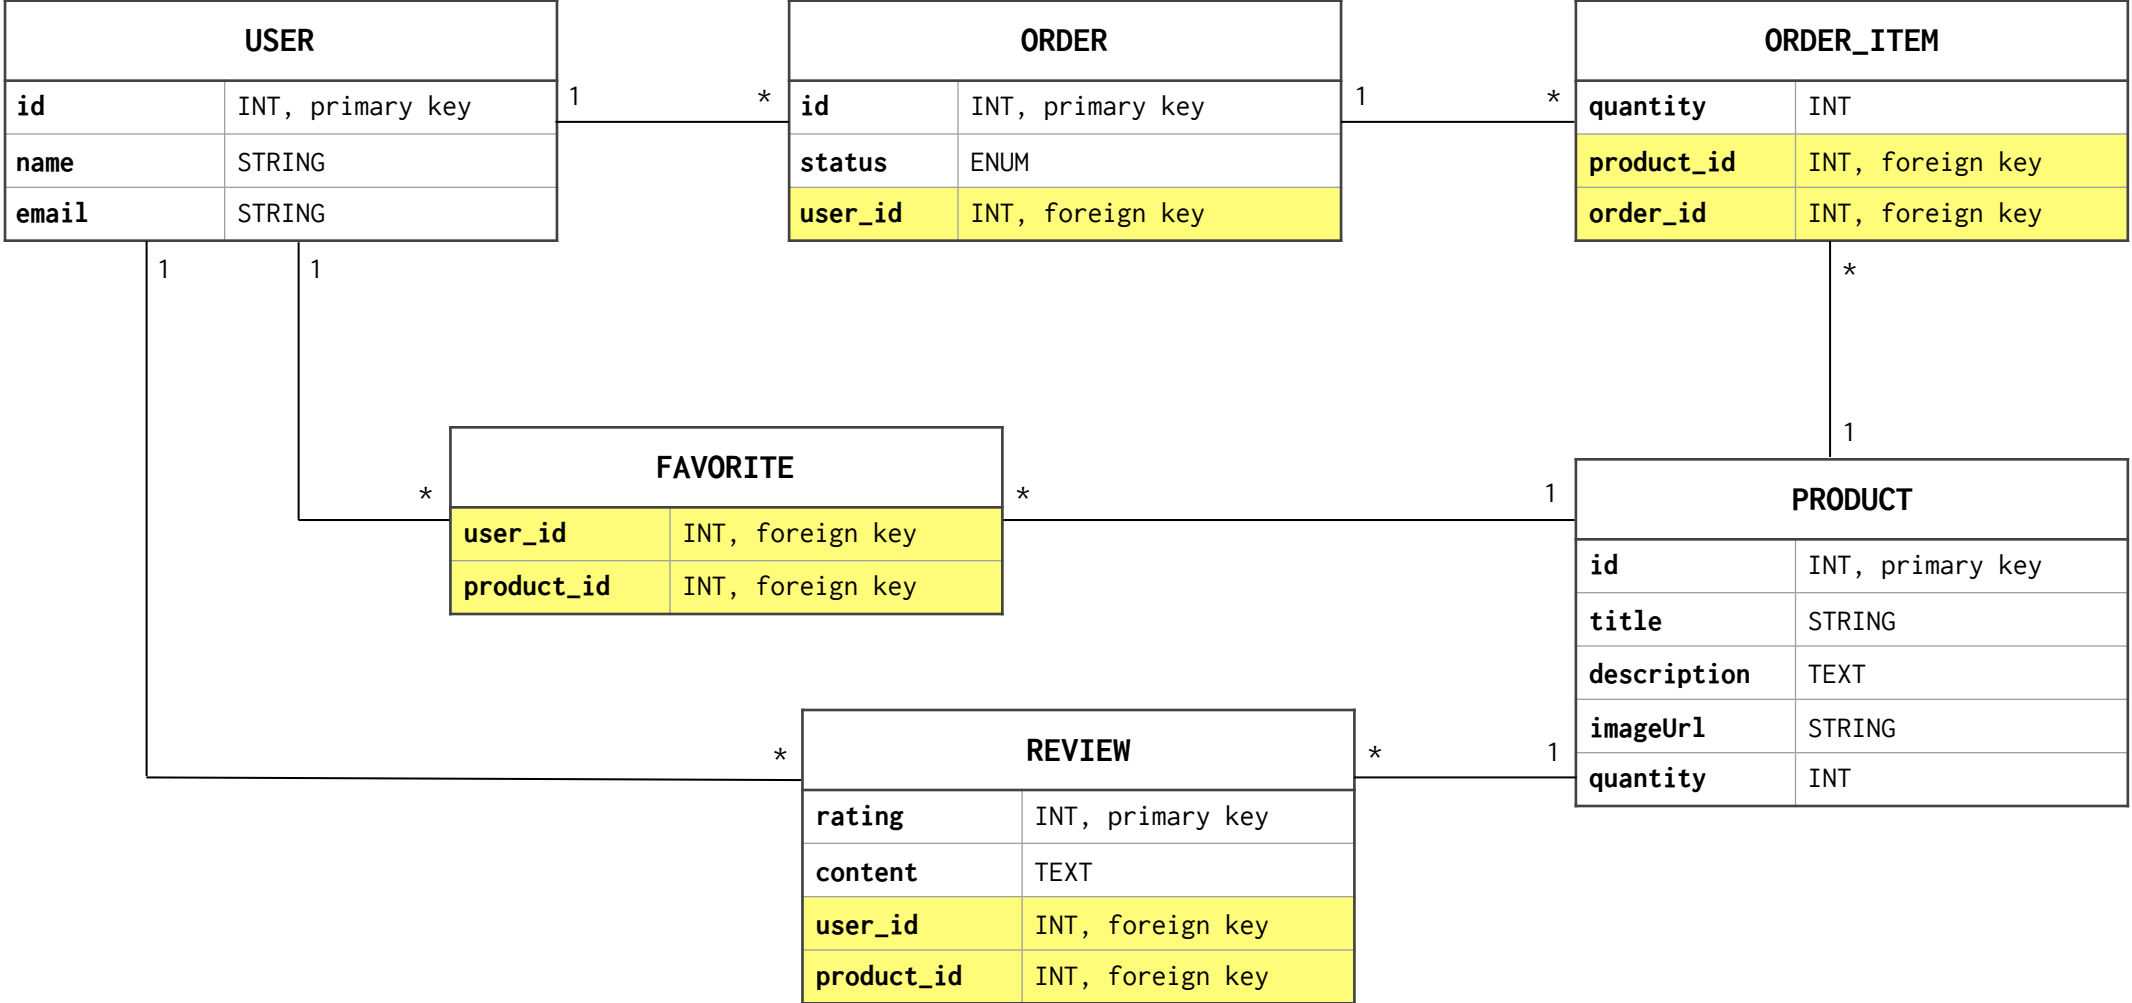 USER
id INT, primary key
name STRING
email STRING
1 *
ORDER
id INT, primary key
status ENUM
user_id INT, foreign key
1 *
ORDER_ITEM
quantity INT
product_id INT, foreign key
order_id INT, foreign key
1
1
*
1
*
FAVORITE
user_id INT, foreign key
product_id INT, foreign key
* 1
PRODUCT
id INT, primary key
title STRING
description TEXT
imageUrl STRING
quantity INT
*
REVIEW
rating INT, primary key
content TEXT
user_id INT, foreign key
product_id INT, foreign key
* 1